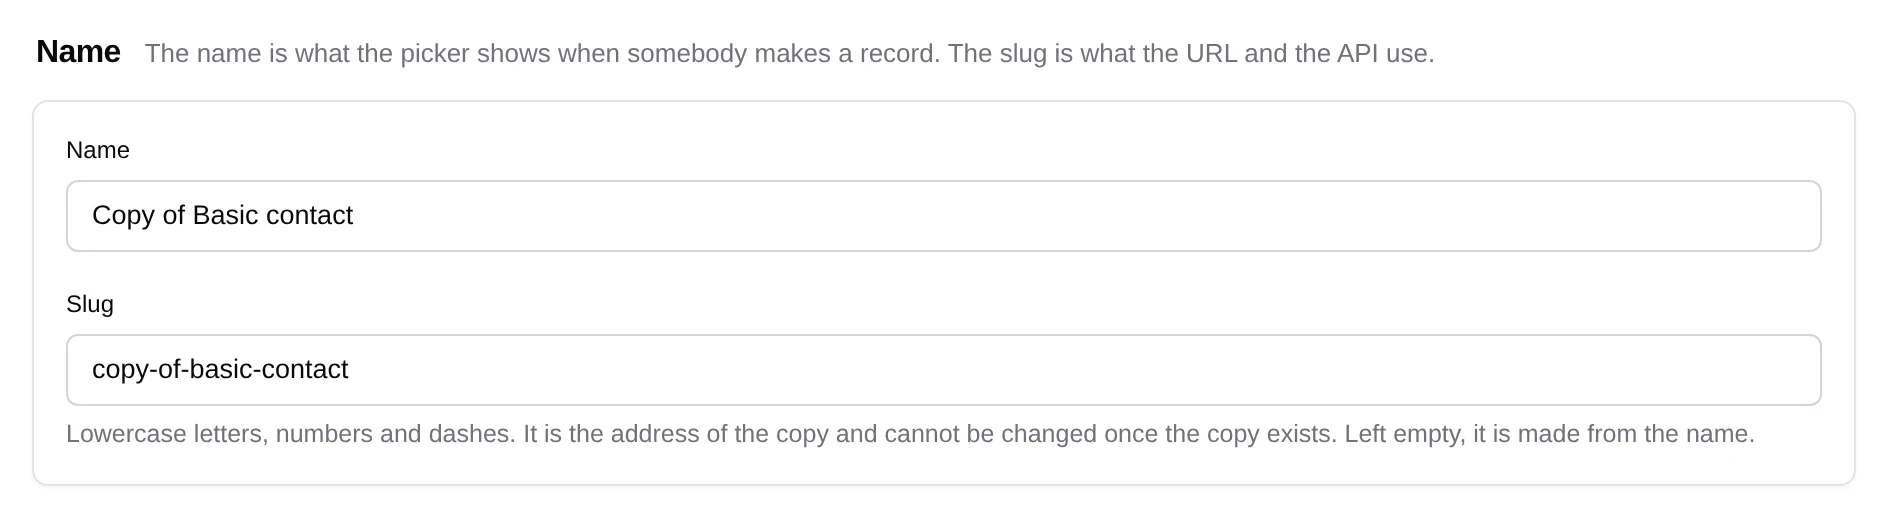 Name The name is what the picker shows when somebody makes a record. The slug is what the URL and the API use.
Name
Copy of Basic contact
Slug
copy-of-basic-contact
Lowercase letters, numbers and dashes. It is the address of the copy and cannot be changed once the copy exists. Left empty, it is made from the name.